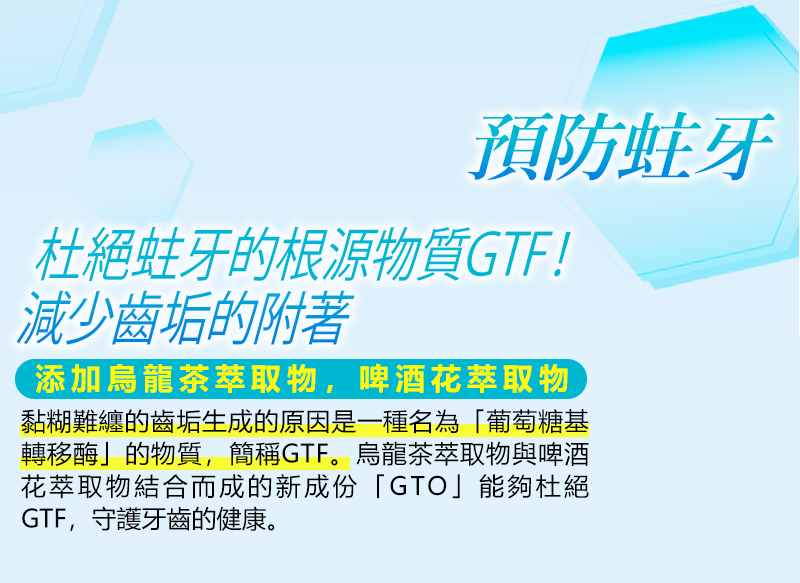 預防蛀牙
杜絕蛀牙的根源物質GTF!
減少齒垢的附著
添加烏龍茶萃取物，啤酒花萃取物
黏糊難纏的齒垢生成的原因是一種名為「葡萄糖基
轉移酶」的物質，簡稱GTF。烏龍茶萃取物與啤酒
花萃取物結合而成的新成份「GTO」能夠杜絕
GTF，守護牙齒的健康。